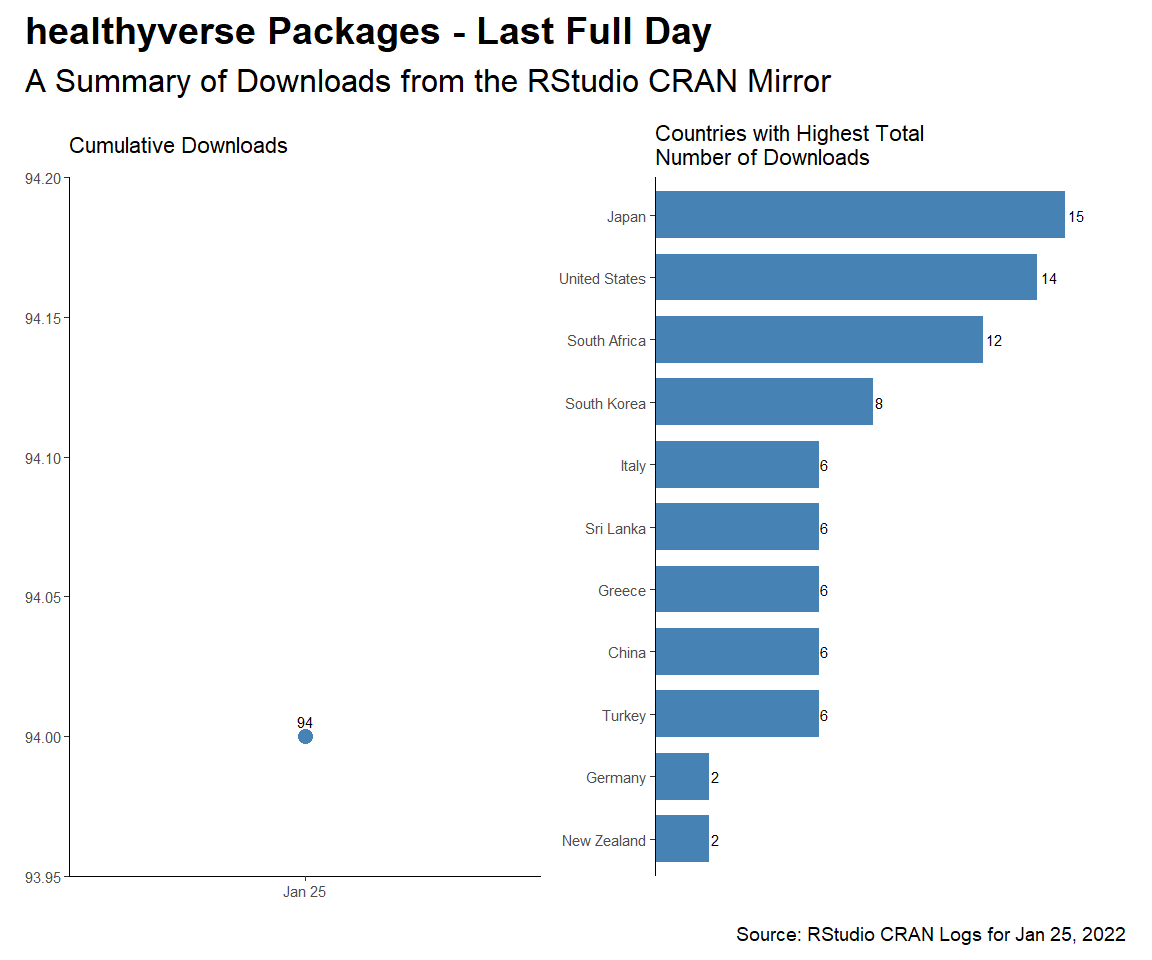 healthyverse Packages - Last Full Day
A Summary of Downloads from the RStudio CRAN Mirror
Cumulative Downloads
94.20
94.15
94.10
94.05
94.00
93.95
94
Jan 25
Countries with Highest Total
Number of Downloads
Japan 15
United States 14
South Africa 12
South Korea 8
Italy 6
Sri Lanka 6
Greece 6
China 6
Turkey 6
Germany 2
New Zealand 2
Source: RStudio CRAN Logs for Jan 25, 2022